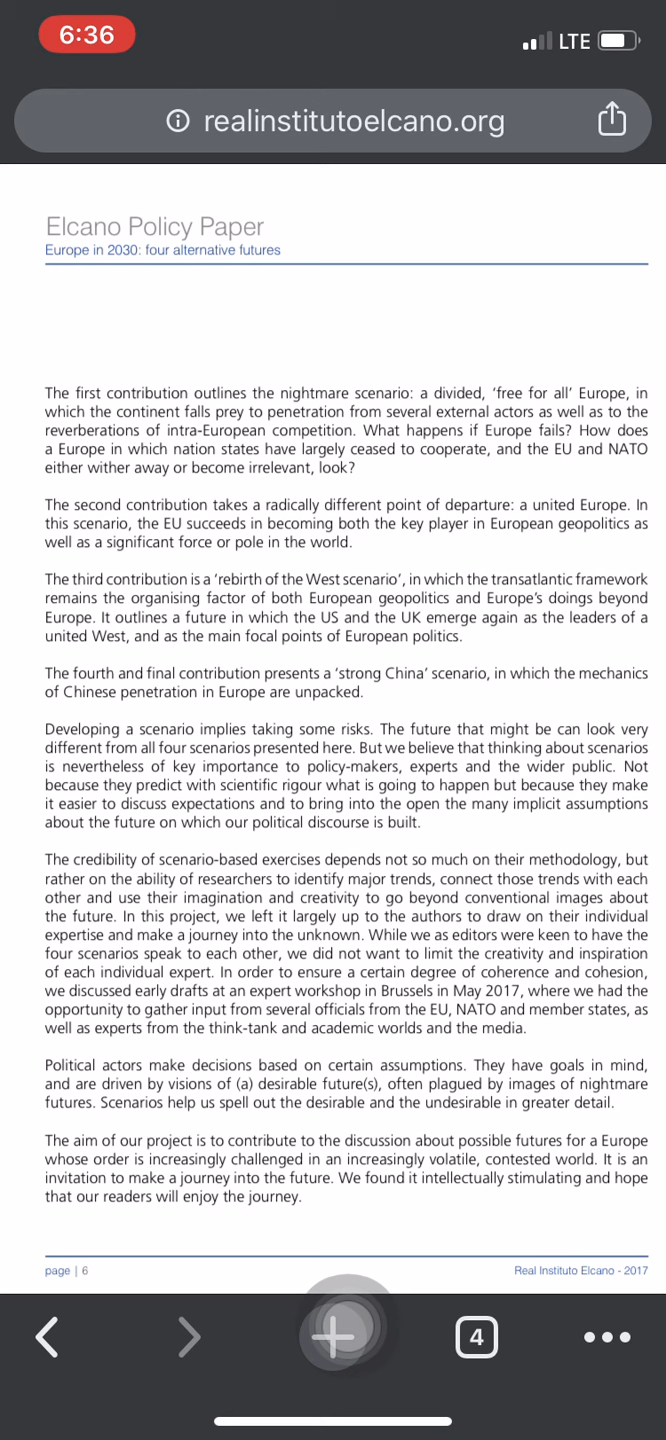 6:36
LTE
realinstitutoelcano.org
Elcano Policy Paper
Europe in 2030: four alternative futures
The first contribution outlines the nightmare scenario: a divided, ‘free for all’ Europe, in
which the continent falls prey to penetration from several external actors as well as to the
reverberations of intra-European competition. What happens if Europe fails? How does
a Europe in which nation states have largely ceased to cooperate, and the EU and NATO
either wither away or become irrelevant, look?
The second contribution takes a radically different point of departure: a united Europe. In
this scenario, the EU succeeds in becoming both the key player in European geopolitics as
well as a significant force or pole in the world.
The third contribution is a ‘rebirth of the West scenario’, in which the transatlantic framework
remains the organising factor of both European geopolitics and Europe’s doings beyond
Europe. It outlines a future in which the US and the UK emerge again as the leaders of a
united West, and as the main focal points of European politics.
The fourth and final contribution presents a ‘strong China’ scenario, in which the mechanics
of Chinese penetration in Europe are unpacked.
Developing a scenario implies taking some risks. The future that might be can look very
different from all four scenarios presented here. But we believe that thinking about scenarios
is nevertheless of key importance to policy-makers, experts and the wider public. Not
because they predict with scientific rigour what is going to happen but because they make
it easier to discuss expectations and to bring into the open the many implicit assumptions
about the future on which our political discourse is built.
The credibility of scenario-based exercises depends not so much on their methodology, but
rather on the ability of researchers to identify major trends, connect those trends with each
other and use their imagination and creativity to go beyond conventional images about
the future. In this project, we left it largely up to the authors to draw on their individual
expertise and make a journey into the unknown. While we as editors were keen to have the
four scenarios speak to each other, we did not want to limit the creativity and inspiration
of each individual expert. In order to ensure a certain degree of coherence and cohesion,
we discussed early drafts at an expert workshop in Brussels in May 2017, where we had the
opportunity to gather input from several officials from the EU, NATO and member states, as
well as experts from the think-tank and academic worlds and the media.
Political actors make decisions based on certain assumptions. They have goals in mind,
and are driven by visions of (a) desirable future(s), often plagued by images of nightmare
futures. Scenarios help us spell out the desirable and the undesirable in greater detail.
The aim of our project is to contribute to the discussion about possible futures for a Europe
whose order is increasingly challenged in an increasingly volatile, contested world. It is an
invitation to make a journey into the future. We found it intellectually stimulating and hope
that our readers will enjoy the journey.
page | 6
Real Instituto Elcano - 2017
4